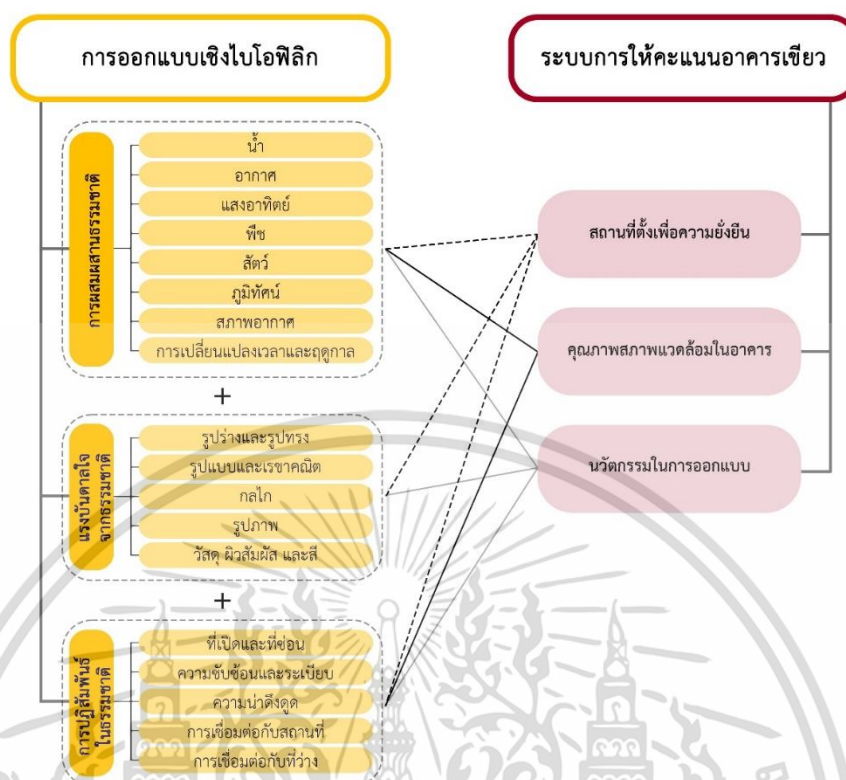 การออกแบบเชิงไบโอฟิลิก
ระบบการให้คะแนนอาคารเขียว
การผสมผสานธรรมชาติ
น้ำ
อากาศ
แสงอาทิตย์
พืช
สัตว์
ภูมิทัศน์
สภาพอากาศ
การเปลี่ยนแปลงเวลาและฤดูกาล
+
แรงบันดาลใจ
จากธรรมชาติ
รูปร่างและรูปทรง
รูปแบบและเรขาคณิต
กลไก
รูปภาพ
วัสดุ ผิวสัมผัส และสี
+
การปฏิสัมพันธ์
ในธรรมชาติ
ที่เปิดและที่ซ่อน
ความซับซ้อนและระเบียบ
ความน่าดึงดูด
การเชื่อมต่อกับสถานที่
การเชื่อมต่อกับที่ว่าง
สถานที่ตั้งเพื่อความยั่งยืน
คุณภาพสภาพแวดล้อมในอาคาร
นวัตกรรมในการออกแบบ